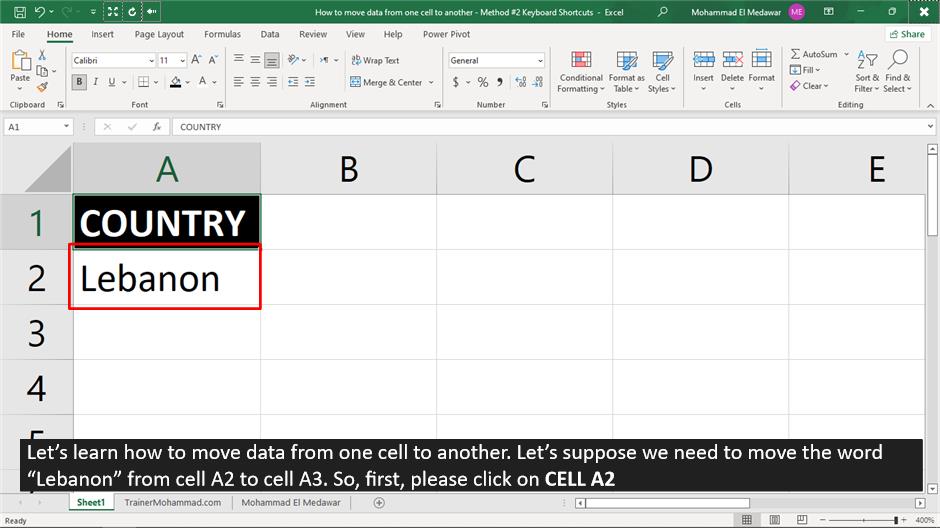 How to move data from one cell to another - Method #2 Keyboard Shortcuts - Excel
Mohammad El Medawar ME
File Home Insert Page Layout Formulas Data Review View Help Power Pivot Share
Paste
Clipboard
Calibri 11 A A
B I U A
Font
Wrap Text
Merge & Center
Alignment
General
$ % ,
Number
Conditional Formatting
Format as Table
Cell Styles
Styles
Insert Delete Format
Cells
AutoSum
Fill
Clear
Sort & Filter
Find & Select
Editing
A1 fx COUNTRY
A B C D E
1 COUNTRY
2 Lebanon
3
4
Let’s learn how to move data from one cell to another. Let’s suppose we need to move the word
“Lebanon” from cell A2 to cell A3. So, first, please click on CELL A2
Sheet1 TrainerMohammad.com Mohammad El Medawar
Ready 400%